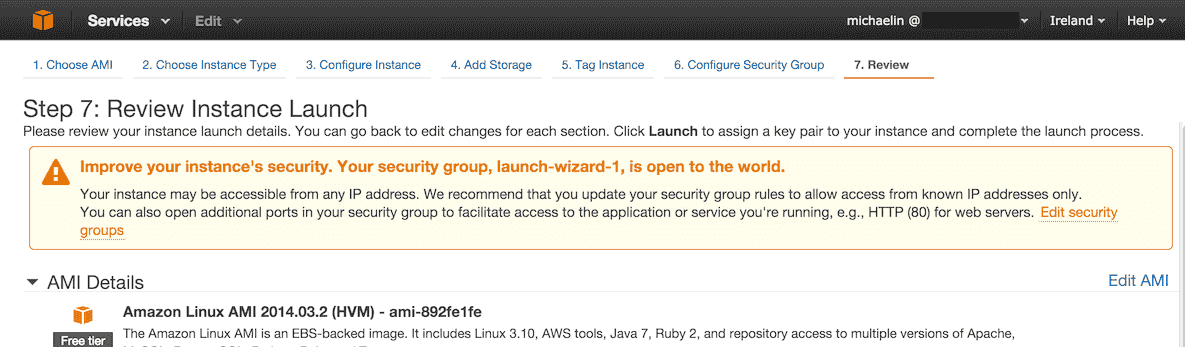 Services Edit michaelin @ Ireland Help
1. Choose AMI 2. Choose Instance Type 3. Configure Instance 4. Add Storage 5. Tag Instance 6. Configure Security Group 7. Review
Step 7: Review Instance Launch
Please review your instance launch details. You can go back to edit changes for each section. Click Launch to assign a key pair to your instance and complete the launch process.
Improve your instance's security. Your security group, launch-wizard-1, is open to the world.
Your instance may be accessible from any IP address. We recommend that you update your security group rules to allow access from known IP addresses only.
You can also open additional ports in your security group to facilitate access to the application or service you're running, e.g., HTTP (80) for web servers. Edit security
groups
AMI Details Edit AMI
Amazon Linux AMI 2014.03.2 (HVM) - ami-892fe1fe
Free tier The Amazon Linux AMI is an EBS-backed image. It includes Linux 3.10, AWS tools, Java 7, Ruby 2, and repository access to multiple versions of Apache,